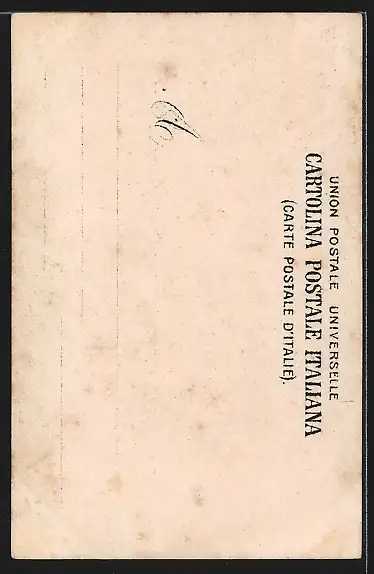 UNION POSTALE UNIVERSELLE
CARTOLINA POSTALE ITALIANA
(CARTE POSTALE D'ITALIE).
M